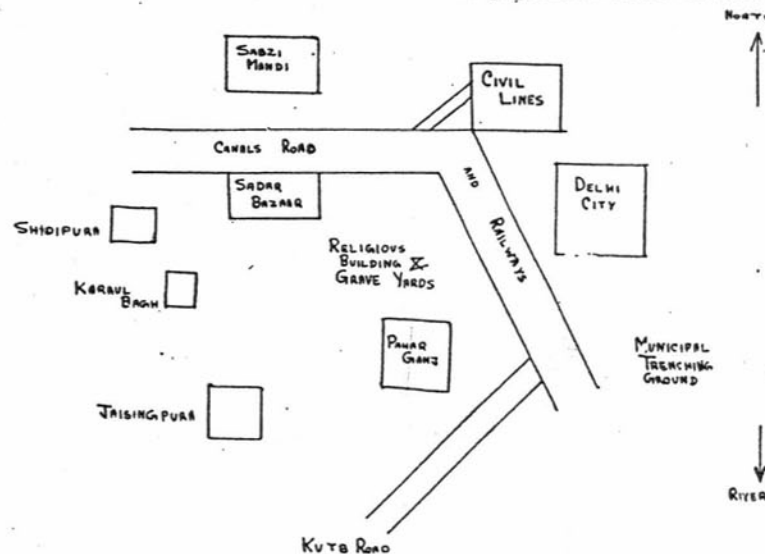 NORTH
SABZI
MANDI
CIVIL
LINES
CANALS ROAD
AND
RAILWAYS
DELHI
CITY
SADAR
BAZAAR
SHIDIPURA
RELIGIOUS
BUILDING &
GRAVE YARDS
KARAUL
BAGH
PAHAR
GANJ
MUNICIPAL
TRENCHING
GROUND
JAISINGPURA
RIVER
KUTB ROAD